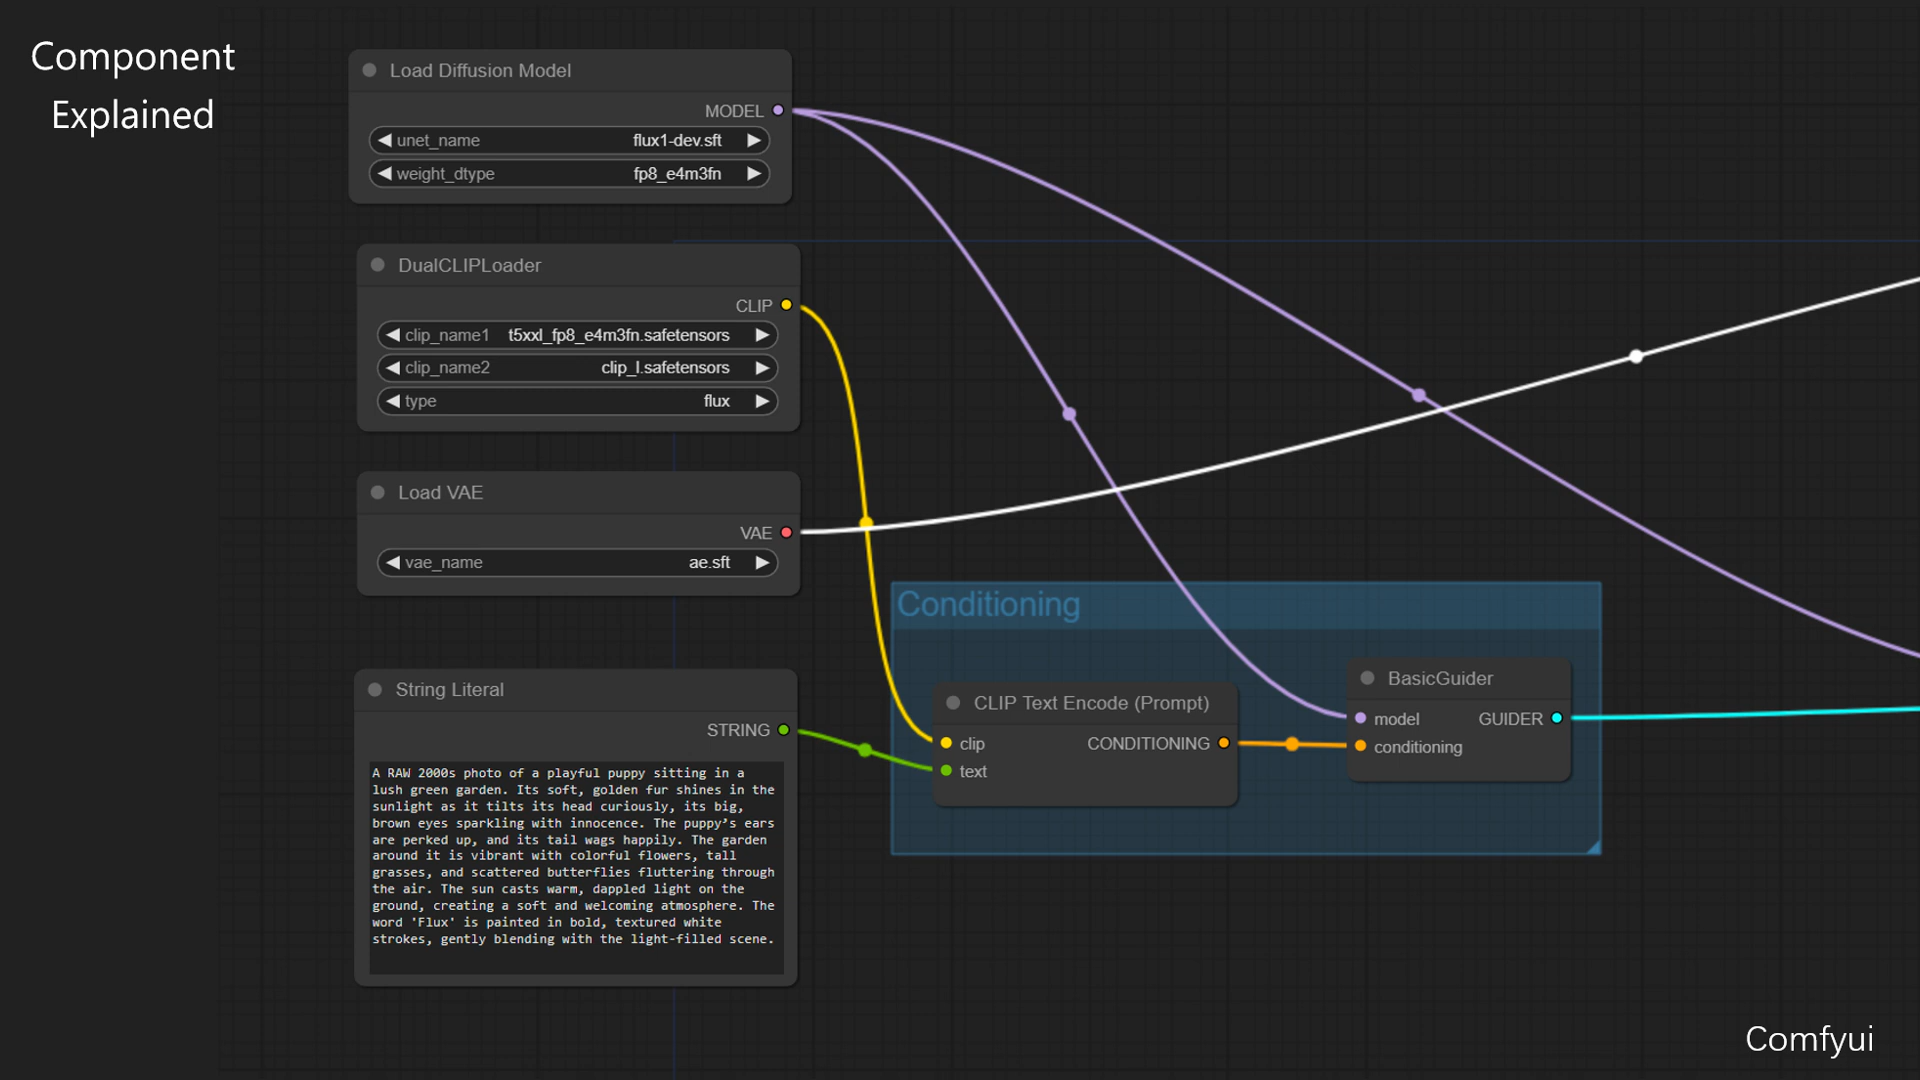 Component
Explained
Load Diffusion Model
MODEL
unet_name flux1-dev.sft
weight_dtype fp8_e4m3fn
DualCLIPLoader
CLIP
clip_name1 t5xxl_fp8_e4m3fn.safetensors
clip_name2 clip_l.safetensors
type flux
Load VAE
VAE
vae_name ae.sft
String Literal
STRING
A RAW 2000s photo of a playful puppy sitting in a
lush green garden. Its soft, golden fur shines in the
sunlight as it tilts its head curiously, its big,
brown eyes sparkling with innocence. The puppy’s ears
are perked up, and its tail wags happily. The garden
around it is vibrant with colorful flowers, tall
grasses, and scattered butterflies fluttering through
the air. The sun casts warm, dappled light on the
ground, creating a soft and welcoming atmosphere. The
word 'Flux' is painted in bold, textured white
strokes, gently blending with the light-filled scene.
Conditioning
CLIP Text Encode (Prompt)
clip CONDITIONING
text
BasicGuider
model GUIDER
conditioning
Comfyui